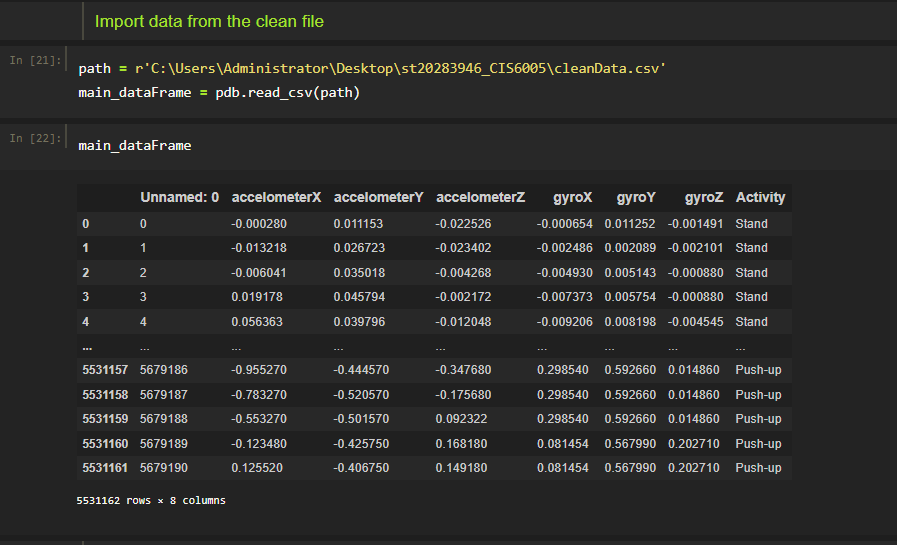 Import data from the clean file
In [21]:
path = r'C:\Users\Administrator\Desktop\st20283946_CIS6005\cleanData.csv'
main_dataFrame = pdb.read_csv(path)
In [22]:
main_dataFrame
Unnamed: 0 accelometerX accelometerY accelometerZ gyroX gyroY gyroZ Activity
0 0 -0.000280 0.011153 -0.022526 -0.000654 0.011252 -0.001491 Stand
1 1 -0.013218 0.026723 -0.023402 -0.002486 0.002089 -0.002101 Stand
2 2 -0.006041 0.035018 -0.004268 -0.004930 0.005143 -0.000880 Stand
3 3 0.019178 0.045794 -0.002172 -0.007373 0.005754 -0.000880 Stand
4 4 0.056363 0.039796 -0.012048 -0.009206 0.008198 -0.004545 Stand
... ... ... ... ... ... ... ... ...
5531157 5679186 -0.955270 -0.444570 -0.347680 0.298540 0.592660 0.014860 Push-up
5531158 5679187 -0.783270 -0.520570 -0.175680 0.298540 0.592660 0.014860 Push-up
5531159 5679188 -0.553270 -0.501570 0.092322 0.298540 0.592660 0.014860 Push-up
5531160 5679189 -0.123480 -0.425750 0.168180 0.081454 0.567990 0.202710 Push-up
5531161 5679190 0.125520 -0.406750 0.149180 0.081454 0.567990 0.202710 Push-up
5531162 rows × 8 columns